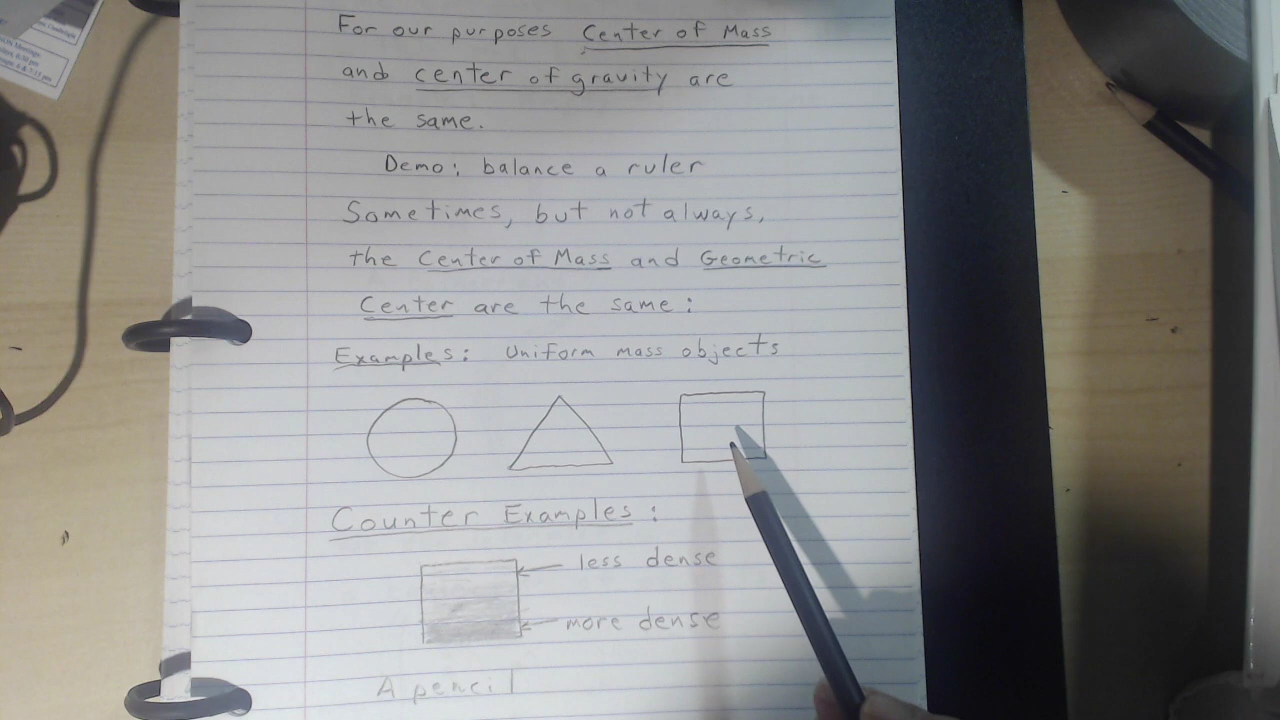 For our purposes Center of Mass
and center of gravity are
the same.
Demo: balance a ruler
Sometimes, but not always,
the Center of Mass and Geometric
Center are the same:
Examples: Uniform mass objects
Counter Examples:
less dense
more dense
A pencil